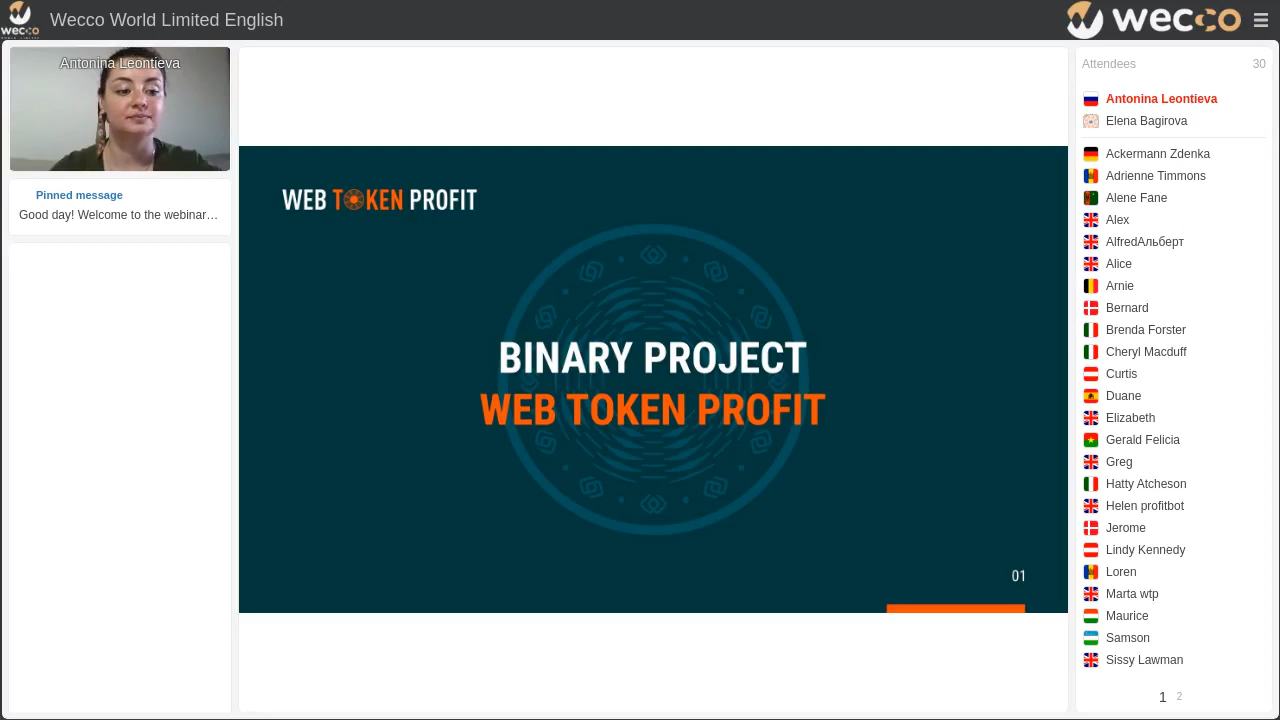 wecco
Wecco World Limited English
wecco
Antonina Leontieva
Pinned message
Good day! Welcome to the webinar…
WEB TOKEN PROFIT
BINARY PROJECT
WEB TOKEN PROFIT
01
Attendees 30
Antonina Leontieva
Elena Bagirova
Ackermann Zdenka
Adrienne Timmons
Alene Fane
Alex
AlfredАльберт
Alice
Arnie
Bernard
Brenda Forster
Cheryl Macduff
Curtis
Duane
Elizabeth
Gerald Felicia
Greg
Hatty Atcheson
Helen profitbot
Jerome
Lindy Kennedy
Loren
Marta wtp
Maurice
Samson
Sissy Lawman
1 2